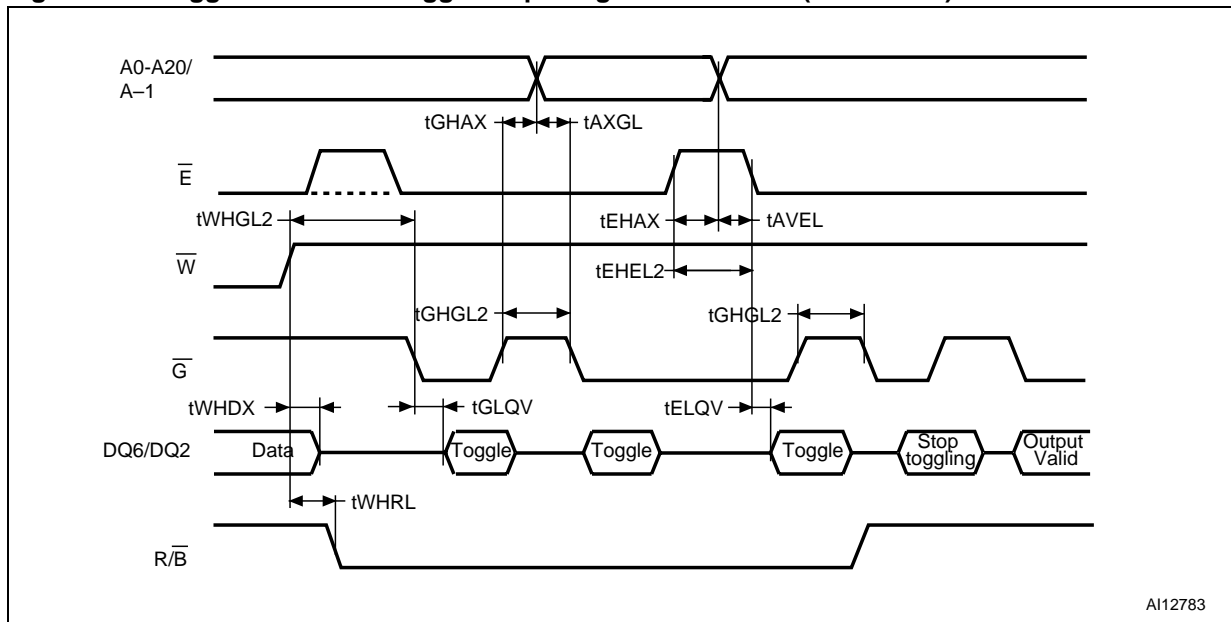 A0-A20/
A–1
tGHAX
tAXGL
E̅
tWHGL2
tEHAX
tAVEL
W̅
tEHEL2
tGHGL2
tGHGL2
G̅
tWHDX
tGLQV
tELQV
DQ6/DQ2
Data
Toggle
Toggle
Toggle
Stop
toggling
Output
Valid
tWHRL
R/B̅
AI12783